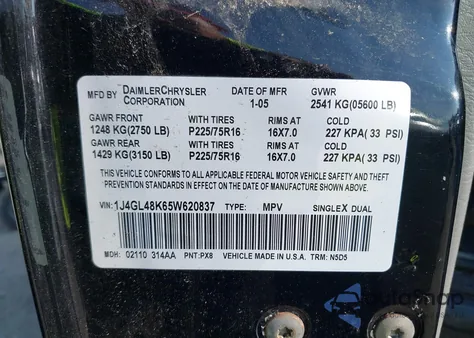 MFD BY DAIMLERCHRYSLER CORPORATION DATE OF MFR 1-05 GVWR 2541 KG(05600 LB)
GAWR FRONT WITH TIRES RIMS AT COLD
1248 KG(2750 LB) P225/75R16 16X7.0 227 KPA( 33 PSI)
GAWR REAR WITH TIRES RIMS AT COLD
1429 KG(3150 LB) P225/75R16 16X7.0 227 KPA( 33 PSI)
THIS VEHICLE CONFORMS TO ALL APPLICABLE FEDERAL MOTOR VEHICLE SAFETY AND
THEFT PREVENTION STANDARDS IN EFFECT ON THE DATE OF MANUFACTURE SHOWN ABOVE.
VIN: 1J4GL48K65W620837 TYPE: MPV SINGLE X DUAL
MDH: 02110 314AA PNT: PX8 VEHICLE MADE IN U.S.A. TRM: N5D5